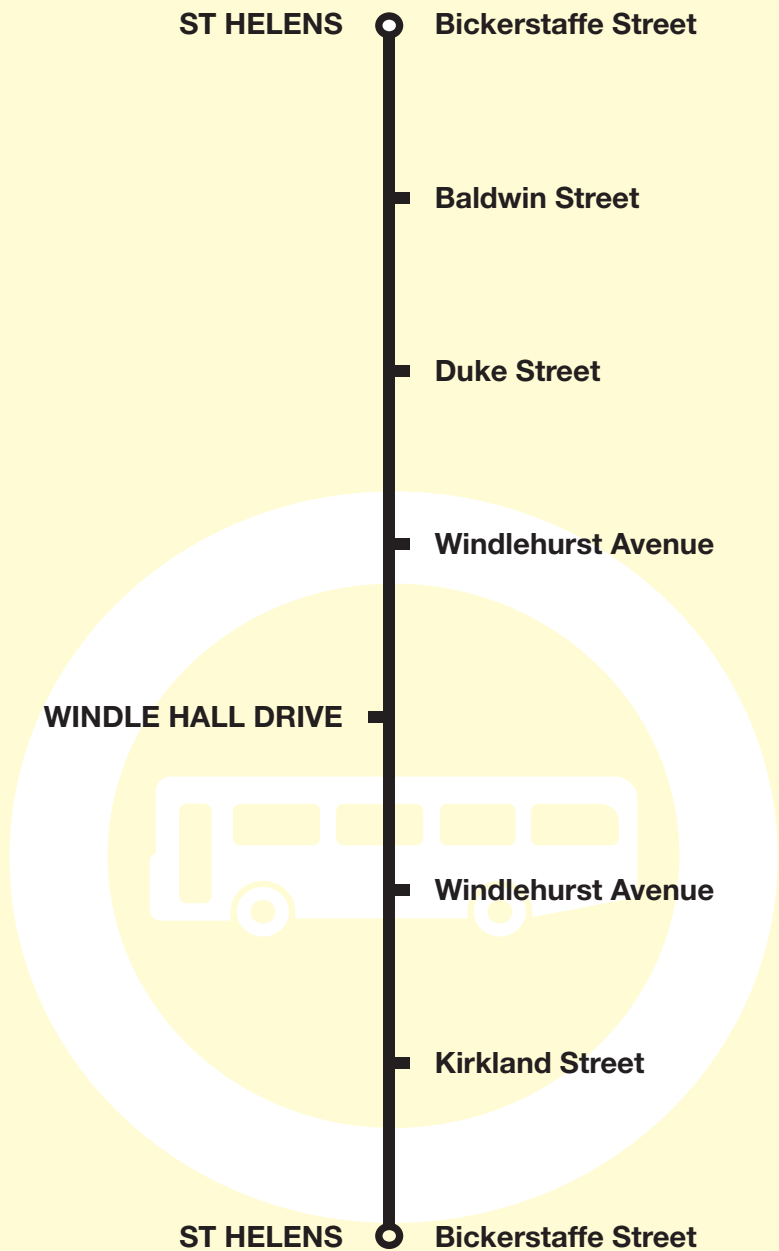 ST HELENS Bickerstaffe Street
Baldwin Street
Duke Street
Windlehurst Avenue
WINDLE HALL DRIVE
Windlehurst Avenue
Kirkland Street
ST HELENS Bickerstaffe Street